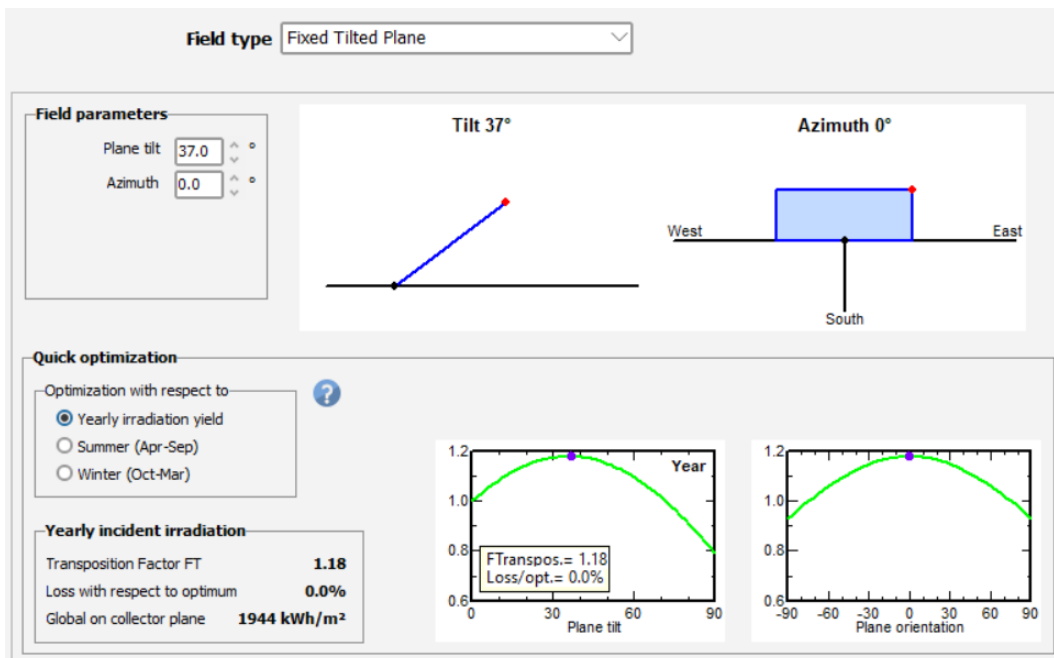 Field type Fixed Tilted Plane
Field parameters
Plane tilt 37.0 °
Azimuth 0.0 °
Tilt 37°
Azimuth 0°
West
East
South
Quick optimization
Optimization with respect to
Yearly irradiation yield
Summer (Apr-Sep)
Winter (Oct-Mar)
?
Yearly incident irradiation
Transposition Factor FT 1.18
Loss with respect to optimum 0.0%
Global on collector plane 1944 kWh/m²
1.2
1.0
0.8
0.6
Year
FTranspos.= 1.18
Loss/opt.= 0.0%
0 30 60 90
Plane tilt
1.2
1.0
0.8
0.6
-90 -60 -30 0 30 60 90
Plane orientation